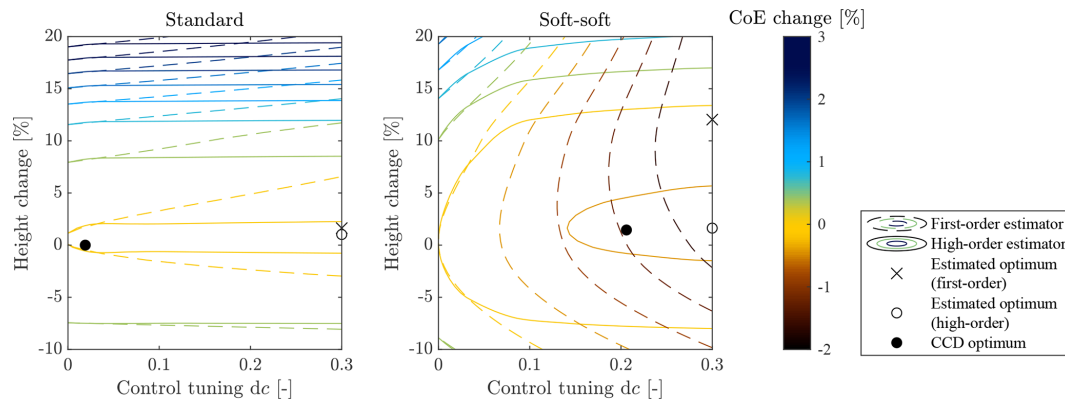 Standard
Soft-soft
CoE change [%]
20
15
10
5
0
-5
-10
Height change [%]
0
0.1
0.2
0.3
Control tuning dc [-]
20
15
10
5
0
-5
-10
Height change [%]
0
0.1
0.2
0.3
Control tuning dc [-]
3
2
1
0
-1
-2
First-order estimator
High-order estimator
Estimated optimum
(first-order)
Estimated optimum
(high-order)
CCD optimum